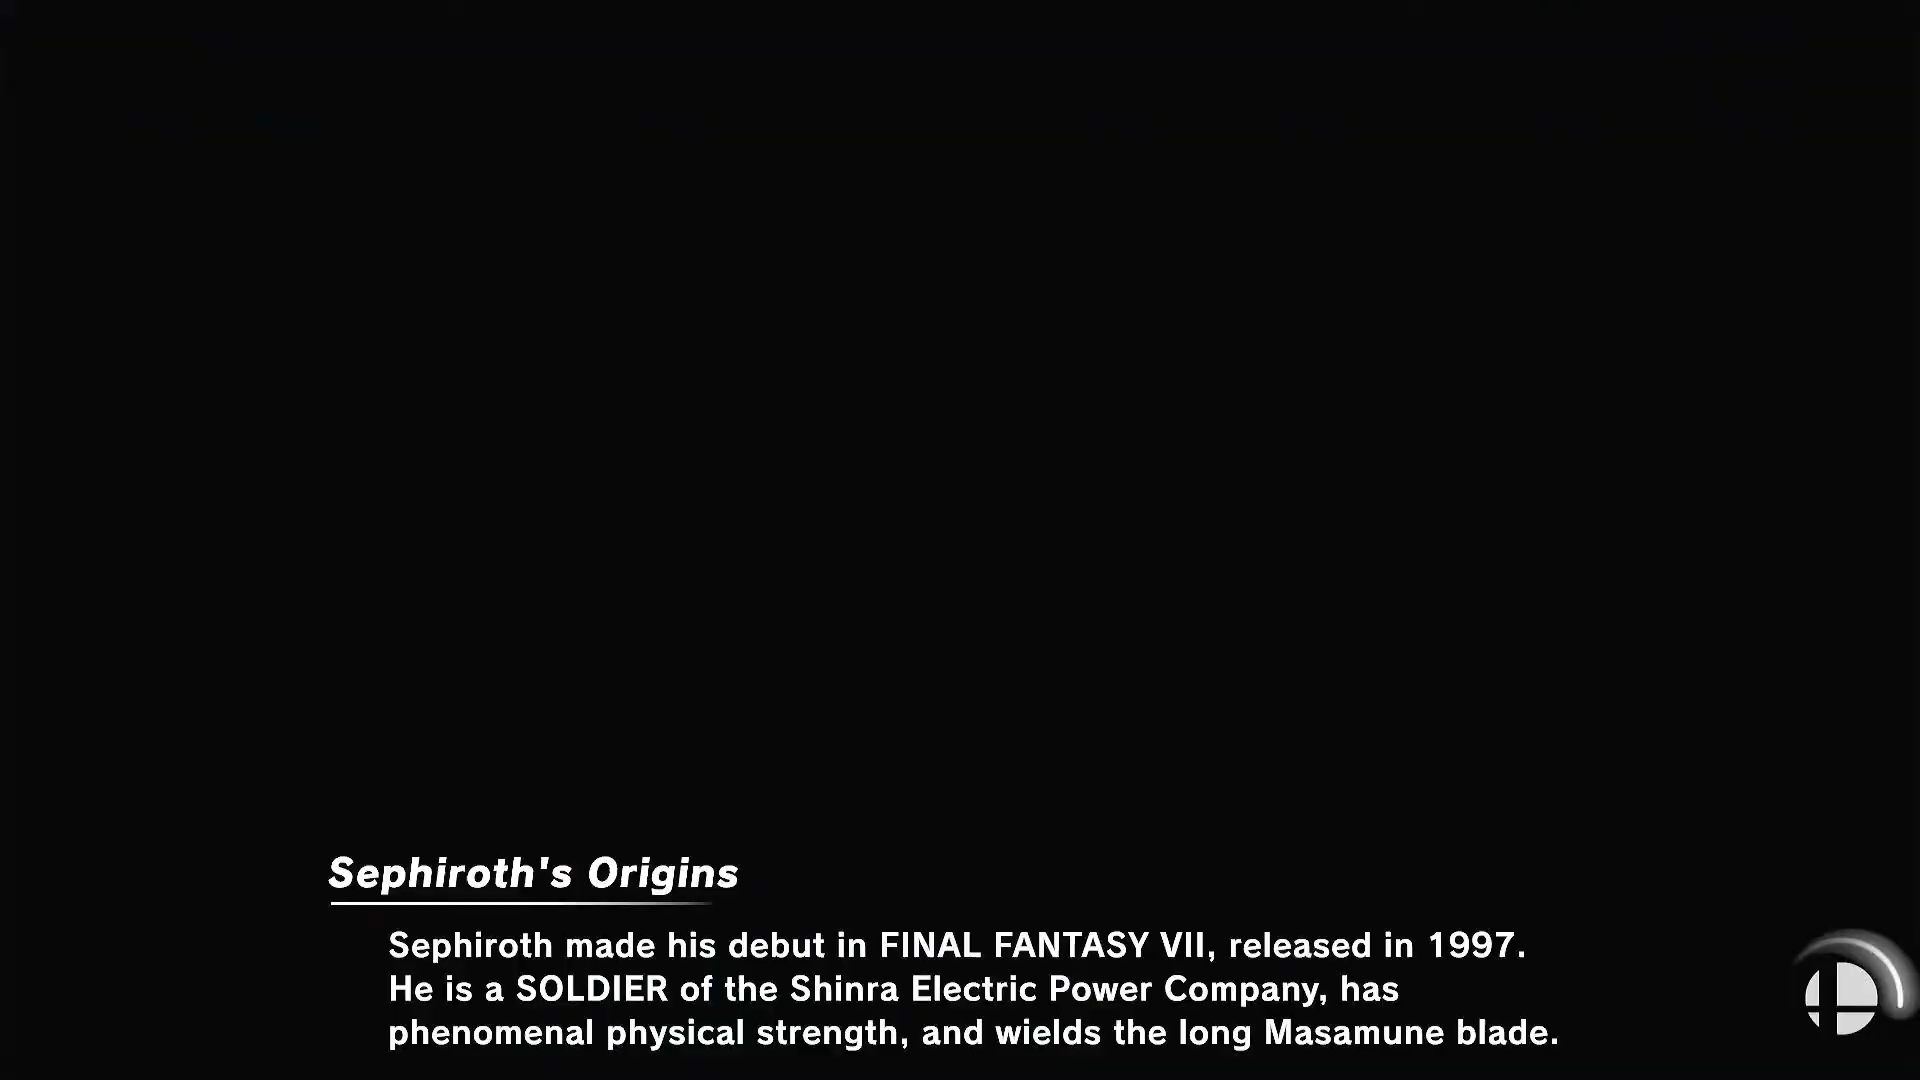 Sephiroth's Origins
Sephiroth made his debut in FINAL FANTASY VII, released in 1997.
He is a SOLDIER of the Shinra Electric Power Company, has
phenomenal physical strength, and wields the long Masamune blade.